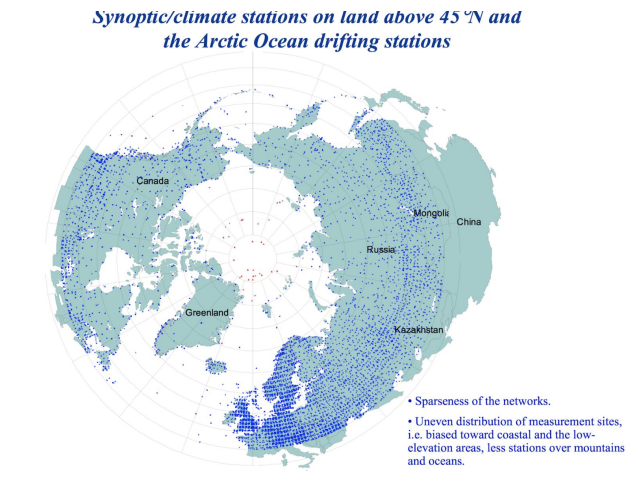 Synoptic/climate stations on land above 45 °N and
the Arctic Ocean drifting stations
Canada
Mongolia
China
Russia
Greenland
Kazakhstan
• Sparseness of the networks.
• Uneven distribution of measurement sites,
i.e. biased toward coastal and the low-
elevation areas, less stations over mountains
and oceans.